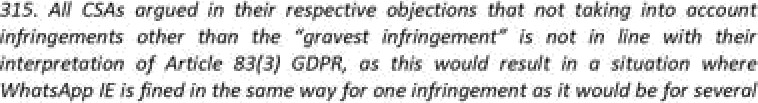 315. All CSAs argued in their respective objections that not taking into account
infringements other than the “gravest infringement” is not in line with their
interpretation of Article 83(3) GDPR, as this would result in a situation where
WhatsApp IE is fined in the same way for one infringement as it would be for several